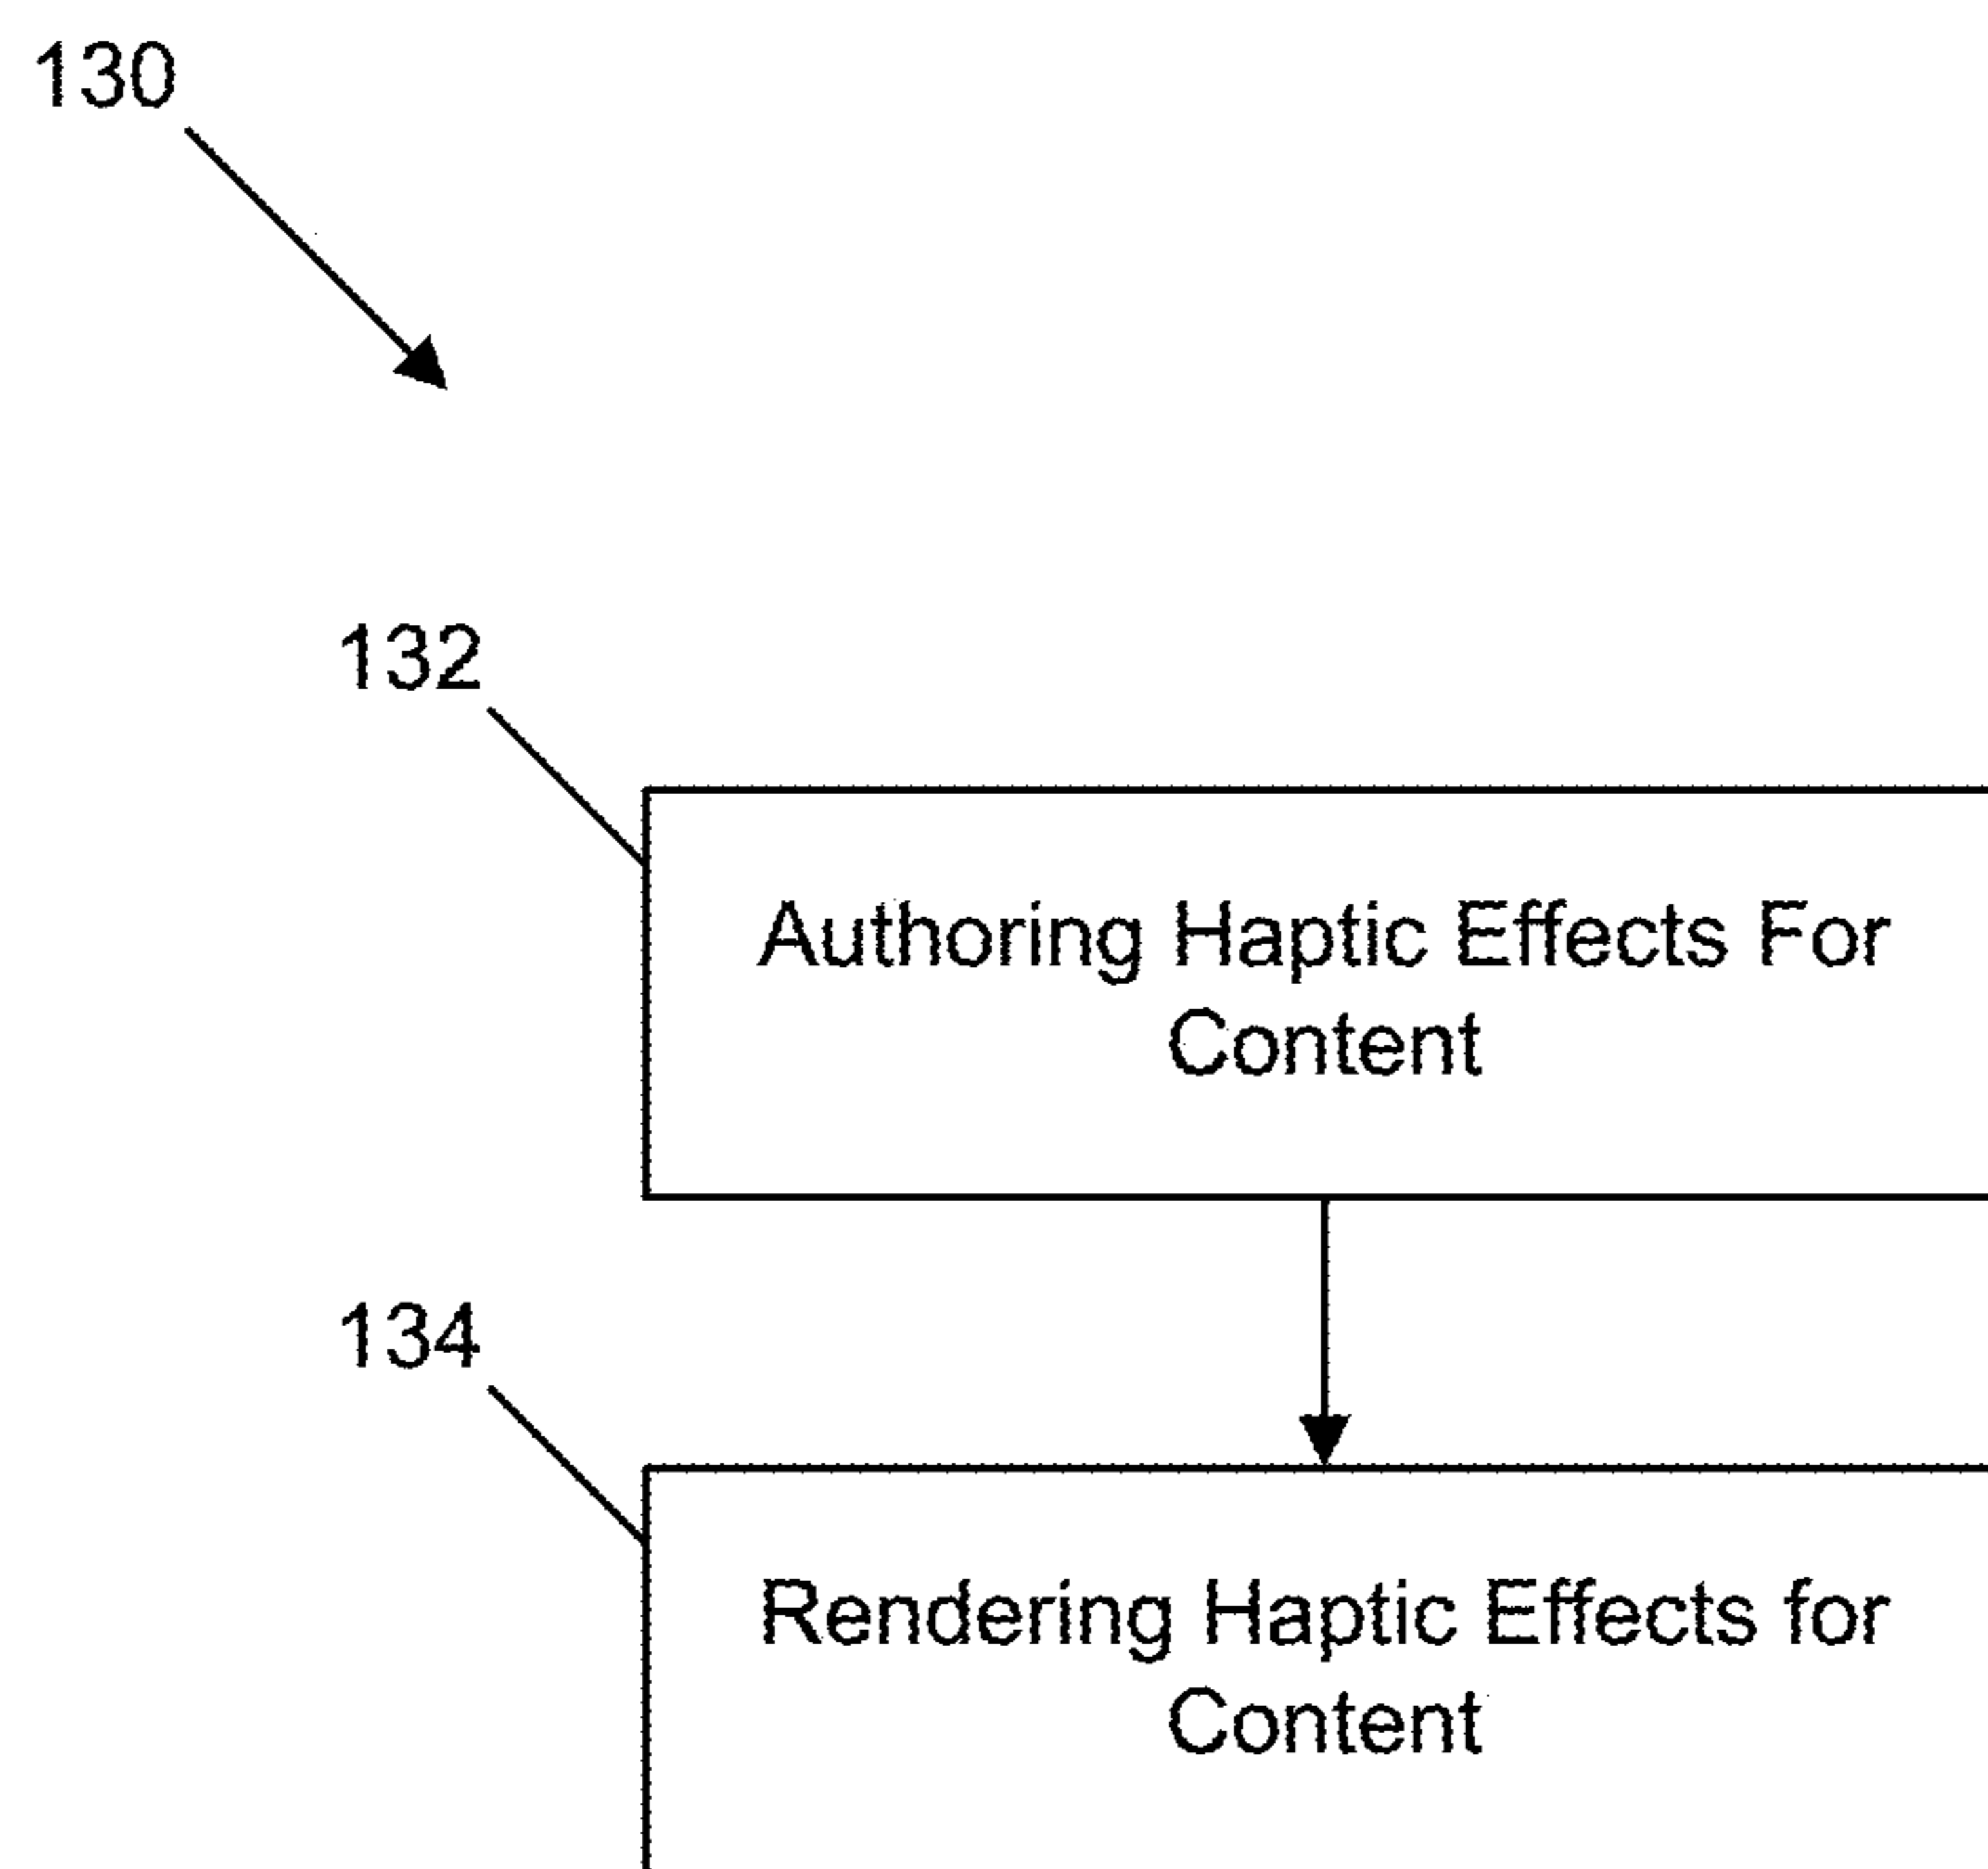 130
132
Authoring Haptic Effects For
Content
134
Rendering Haptic Effects for
Content